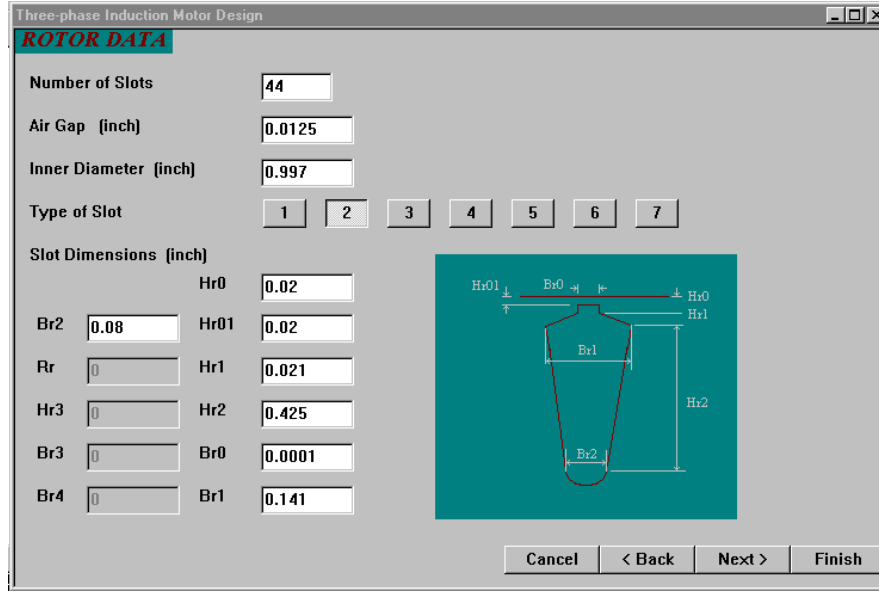 Three-phase Induction Motor Design
ROTOR DATA
Number of Slots 44
Air Gap (inch) 0.0125
Inner Diameter (inch) 0.997
Type of Slot 1 2 3 4 5 6 7
Slot Dimensions (inch)
Hr0 0.02
Br2 0.08 Hr01 0.02
Rr 0 Hr1 0.021
Hr3 0 Hr2 0.425
Br3 0 Br0 0.0001
Br4 0 Br1 0.141
Hr01 Br0 Hr0
Hr1
Br1
Hr2
Br2
Cancel < Back Next > Finish